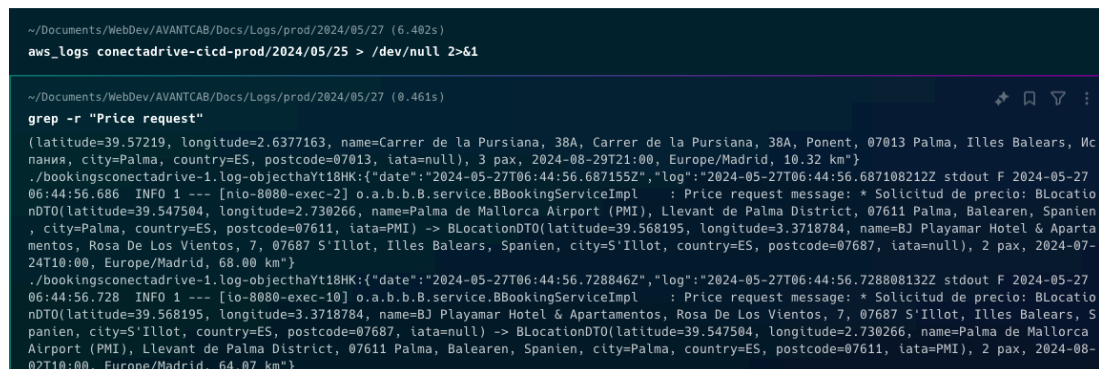 ~/Documents/WebDev/AVANTCAB/Docs/Logs/prod/2024/05/27 (6.402s)
aws_logs conectadrive-cicd-prod/2024/05/25 > /dev/null 2>&1
~/Documents/WebDev/AVANTCAB/Docs/Logs/prod/2024/05/27 (0.461s)
grep -r "Price request"
(latitude=39.57219, longitude=2.6377163, name=Carrer de la Pursiana, 38A, Carrer de la Pursiana, 38A, Ponent, 07013 Palma, Illes Balears, Ис
пания, city=Palma, country=ES, postcode=07013, iata=null), 3 pax, 2024-08-29T21:00, Europe/Madrid, 10.32 km"}
./bookingsconectadrive-1.log-objecthaYt18HK:{"date":"2024-05-27T06:44:56.687155Z","log":"2024-05-27T06:44:56.687108212Z stdout F 2024-05-27
06:44:56.686  INFO 1 --- [nio-8080-exec-2] o.a.b.b.B.service.BBookingServiceImpl    : Price request message: * Solicitud de precio: BLocatio
nDTO(latitude=39.547504, longitude=2.730266, name=Palma de Mallorca Airport (PMI), Llevant de Palma District, 07611 Palma, Balearen, Spanien
, city=Palma, country=ES, postcode=07611, iata=PMI) -> BLocationDTO(latitude=39.568195, longitude=3.3718784, name=BJ Playamar Hotel & Aparta
mentos, Rosa De Los Vientos, 7, 07687 S'Illot, Illes Balears, Spanien, city=S'Illot, country=ES, postcode=07687, iata=null), 2 pax, 2024-07-
24T10:00, Europe/Madrid, 68.00 km"}
./bookingsconectadrive-1.log-objecthaYt18HK:{"date":"2024-05-27T06:44:56.728846Z","log":"2024-05-27T06:44:56.728808132Z stdout F 2024-05-27
06:44:56.728  INFO 1 --- [io-8080-exec-10] o.a.b.b.B.service.BBookingServiceImpl    : Price request message: * Solicitud de precio: BLocatio
nDTO(latitude=39.568195, longitude=3.3718784, name=BJ Playamar Hotel & Apartamentos, Rosa De Los Vientos, 7, 07687 S'Illot, Illes Balears, S
panien, city=S'Illot, country=ES, postcode=07687, iata=null) -> BLocationDTO(latitude=39.547504, longitude=2.730266, name=Palma de Mallorca
Airport (PMI), Llevant de Palma District, 07611 Palma, Balearen, Spanien, city=Palma, country=ES, postcode=07611, iata=PMI), 2 pax, 2024-08-
02T10:00, Europe/Madrid, 64.07 km"}